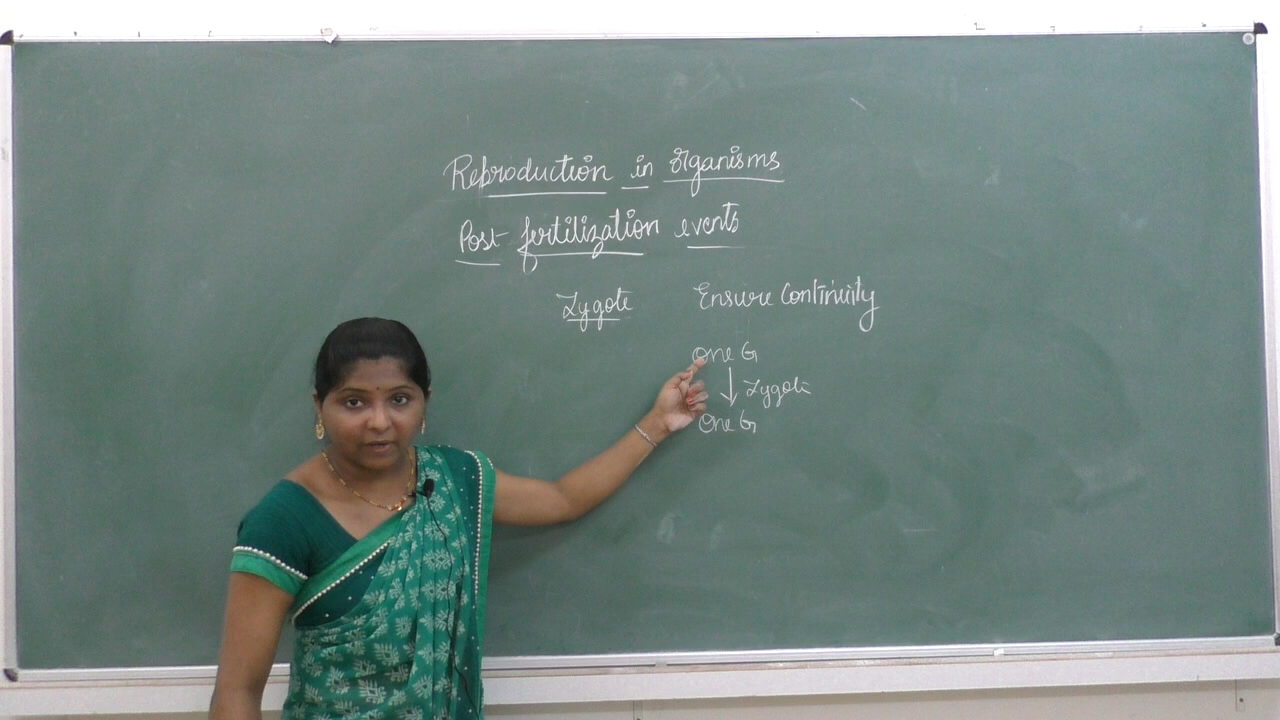 Reproduction in organisms
Post fertilization events
Zygote Ensure Continuity
One G
↓ Zygote
One G